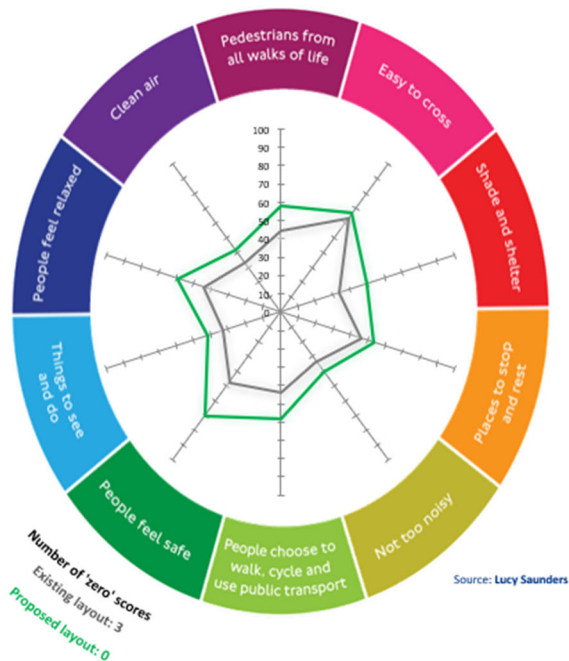 Pedestrians from
all walks of life
Easy to cross
Shade and shelter
Places to stop
and rest
Not too noisy
People choose to
walk, cycle and
use public transport
People feel safe
Things to see
and do
People feel relaxed
Clean air
100
90
80
70
60
50
40
30
20
10
0
Number of 'zero' scores
Existing layout: 3
Proposed layout: 0
Source: Lucy Saunders